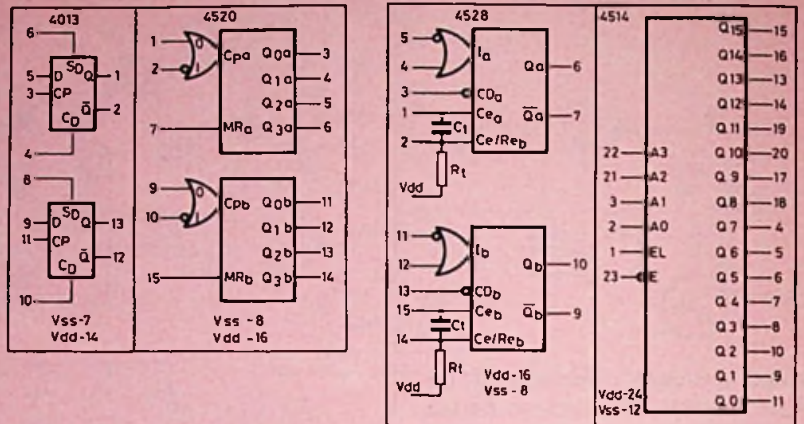 4013
6
5 D SD Q 1
3 CP
Q̅ 2
CD
4
8
9 D SD Q 13
11 CP
Q̅ 12
CD
10
Vss-7
Vdd-14
4520
1 0 Cpa Q0a 3
2 1 Q1a 4
Q2a 5
7 MRa Q3a 6
9 0 Cpb Q0b 11
10 1 Q1b 12
Q2b 13
15 MRb Q3b 14
Vss-8
Vdd-16
4528
5 Ia Qa 6
4
3 CDa
1 Cea Q̅a 7
Ct
2 Ce/Reb
Rt
Vdd
11 Ib Qb 10
12
13 CDb
15 Ceb Q̅b 9
Ct
14 Ce/Reb
Rt
Vdd
Vdd-16
Vss-8
4514
Q15 15
Q14 16
Q13 13
Q12 14
Q11 19
22 A3 Q10 20
21 A2 Q9 17
3 A1 Q8 18
2 A0 Q7 4
1 EL Q6 5
23 E Q5 6
Q4 7
Q3 8
Q2 10
Q1 9
Q0 11
Vdd-24
Vss-12